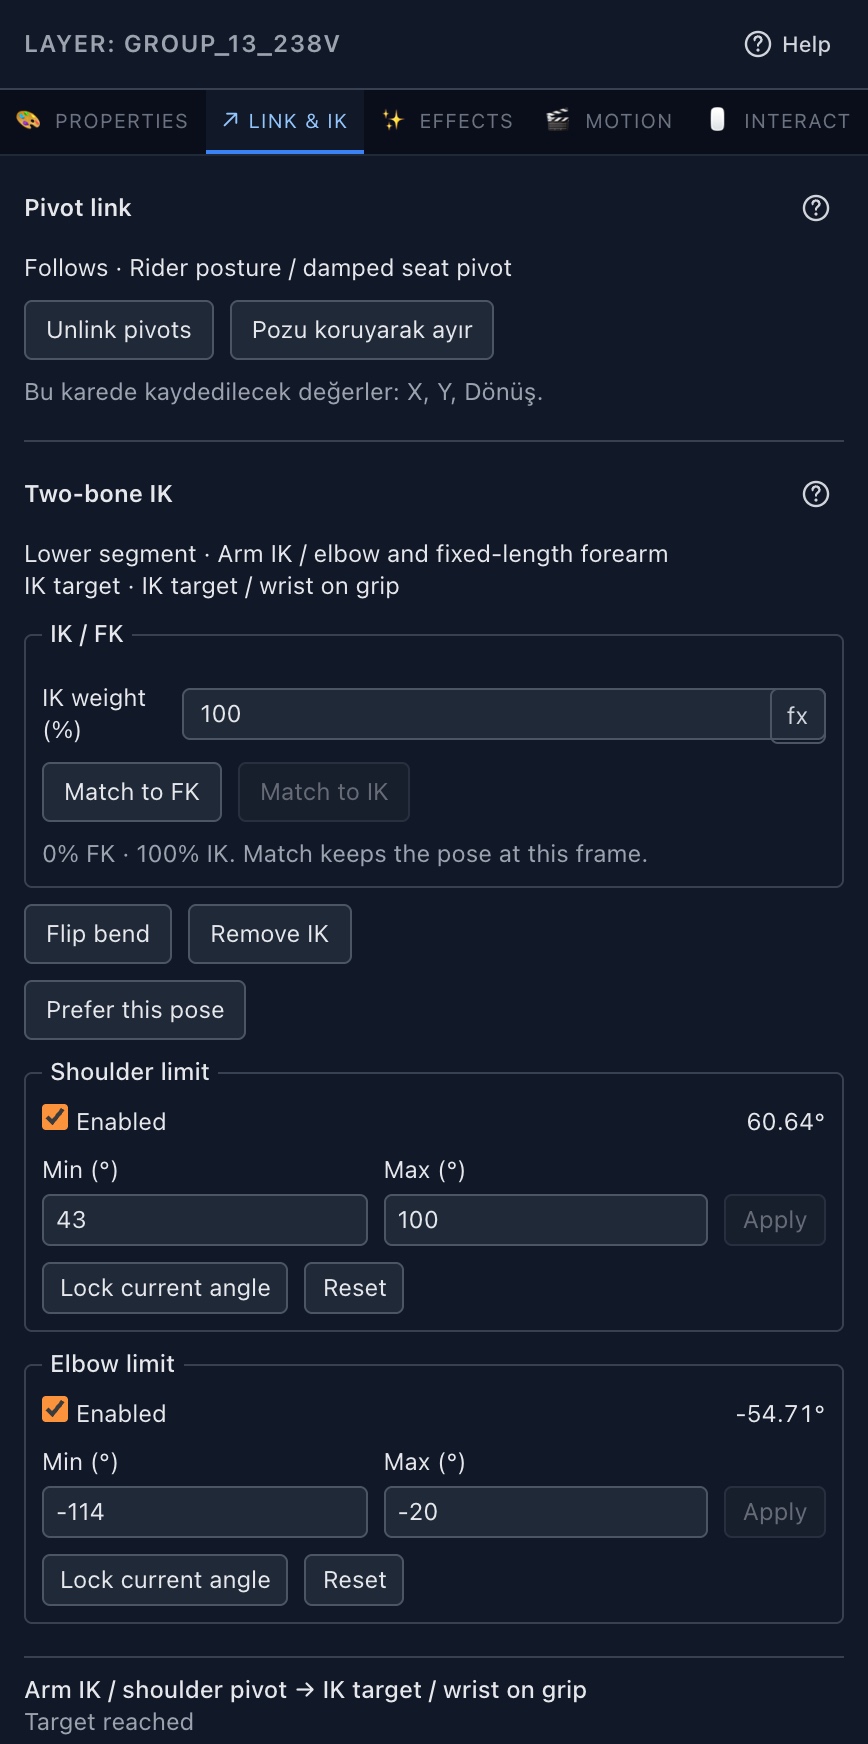 LAYER: GROUP_13_238V
Help
PROPERTIES
LINK & IK
EFFECTS
MOTION
INTERACT
Pivot link
Follows · Rider posture / damped seat pivot
Unlink pivots
Pozu koruyarak ayır
Bu karede kaydedilecek değerler: X, Y, Dönüş.
Two-bone IK
Lower segment · Arm IK / elbow and fixed-length forearm
IK target · IK target / wrist on grip
IK / FK
IK weight
(%)
100
fx
Match to FK
Match to IK
0% FK · 100% IK. Match keeps the pose at this frame.
Flip bend
Remove IK
Prefer this pose
Shoulder limit
Enabled
60.64°
Min (°)
Max (°)
43
100
Apply
Lock current angle
Reset
Elbow limit
Enabled
-54.71°
Min (°)
Max (°)
-114
-20
Apply
Lock current angle
Reset
Arm IK / shoulder pivot → IK target / wrist on grip
Target reached